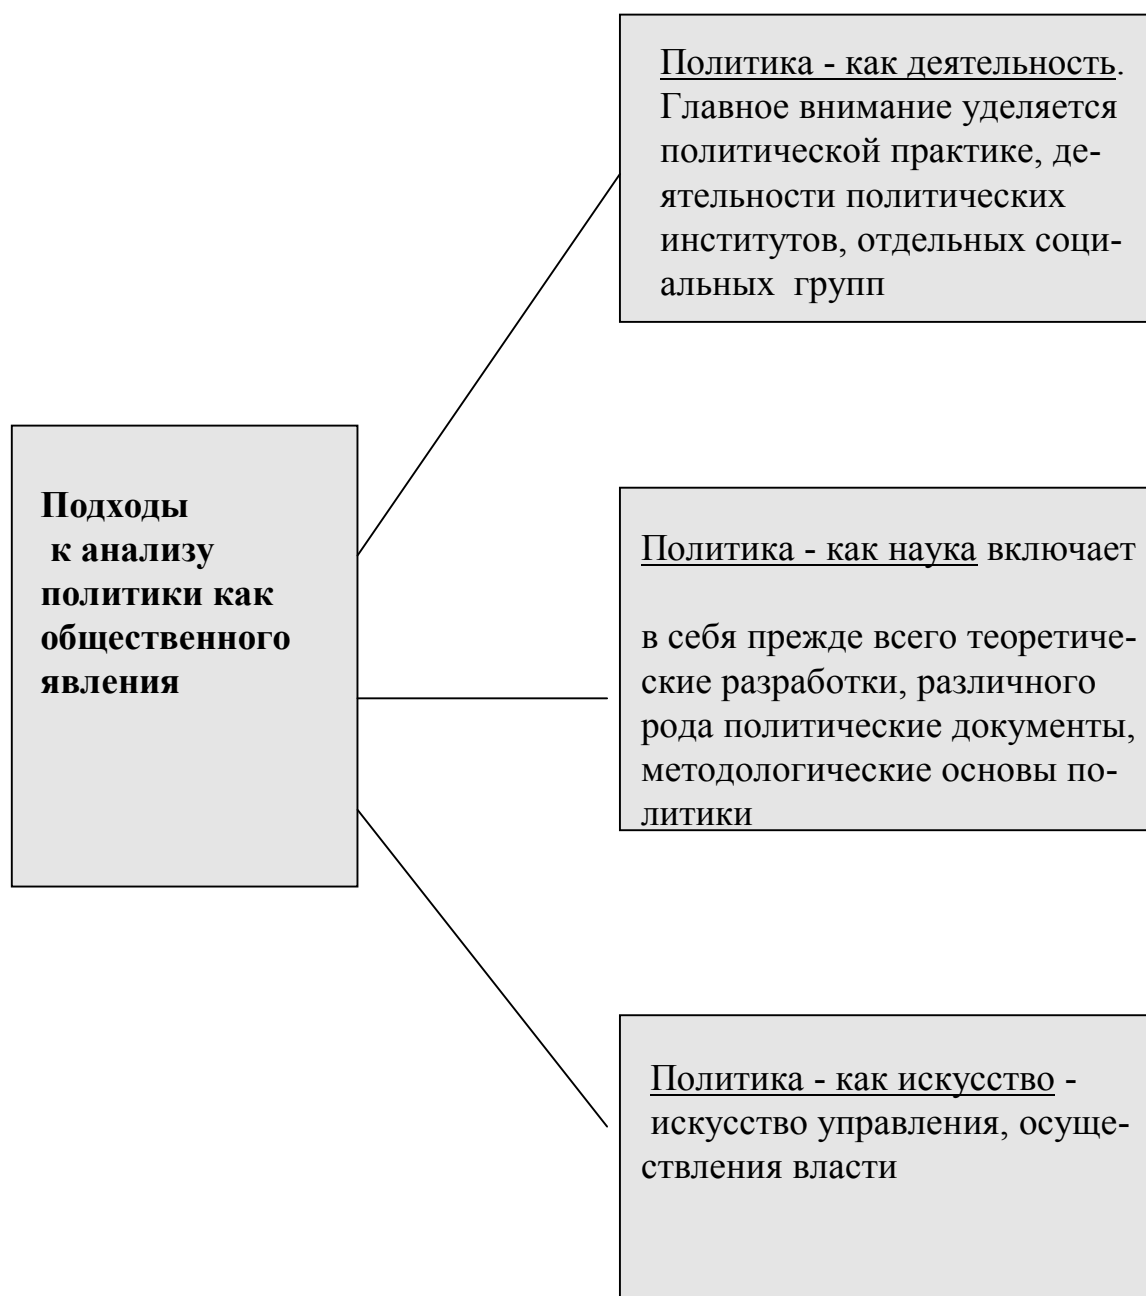 Политика - как деятельность.
Главное внимание уделяется
политической практике, де-
ятельности политических
институтов, отдельных соци-
альных групп
Подходы
к анализу
политики как
общественного
явления
Политика - как наука включает
в себя прежде всего теоретиче-
ские разработки, различного
рода политические документы,
методологические основы по-
литики
Политика - как искусство -
искусство управления, осуще-
ствления власти